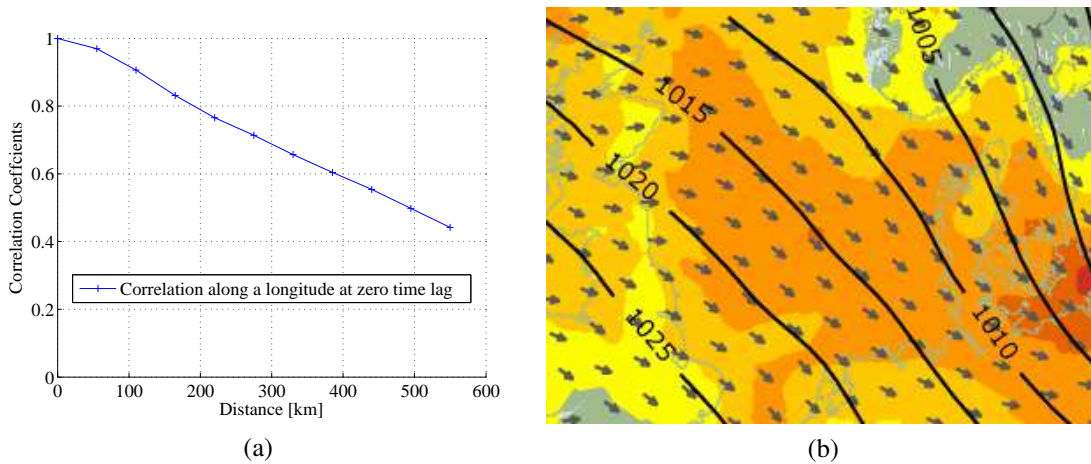 1
0.8
0.6
0.4
0.2
0
Correlation Coeffcients
Correlation along a longitude at zero time lag
0 100 200 300 400 500 600
Distance [km]
(a)
1005
1015
1020
1025
1010
(b)